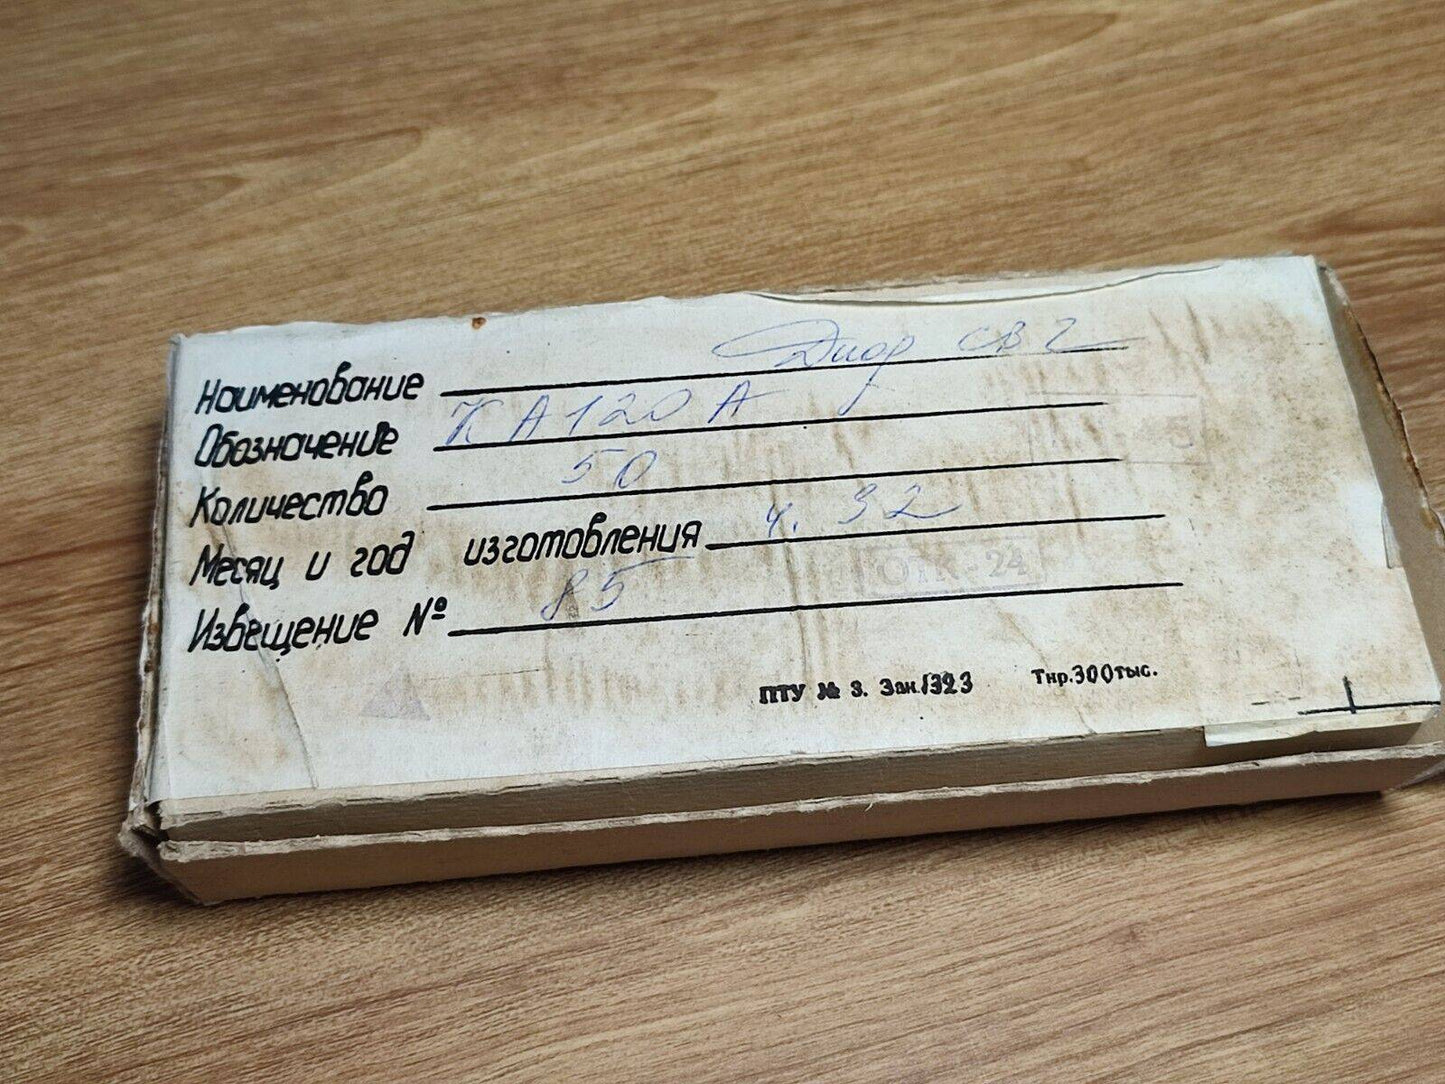 Наименование Диод СВЧ
Обозначение КА120А
Количество 50
Месяц и год изготовления 4. 92
Извещение № 85
ОТК 24
ПТУ № 3. Зак.1323 Тир.300тыс.